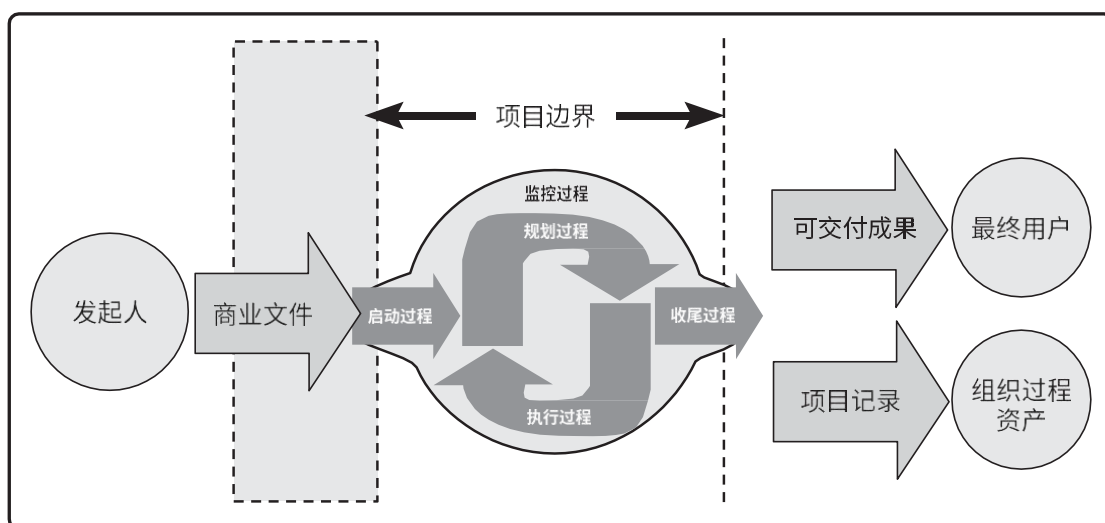 项目边界
监控过程
规划过程
可交付成果
最终用户
发起人
商业文件
启动过程
收尾过程
执行过程
项目记录
组织过程
资产